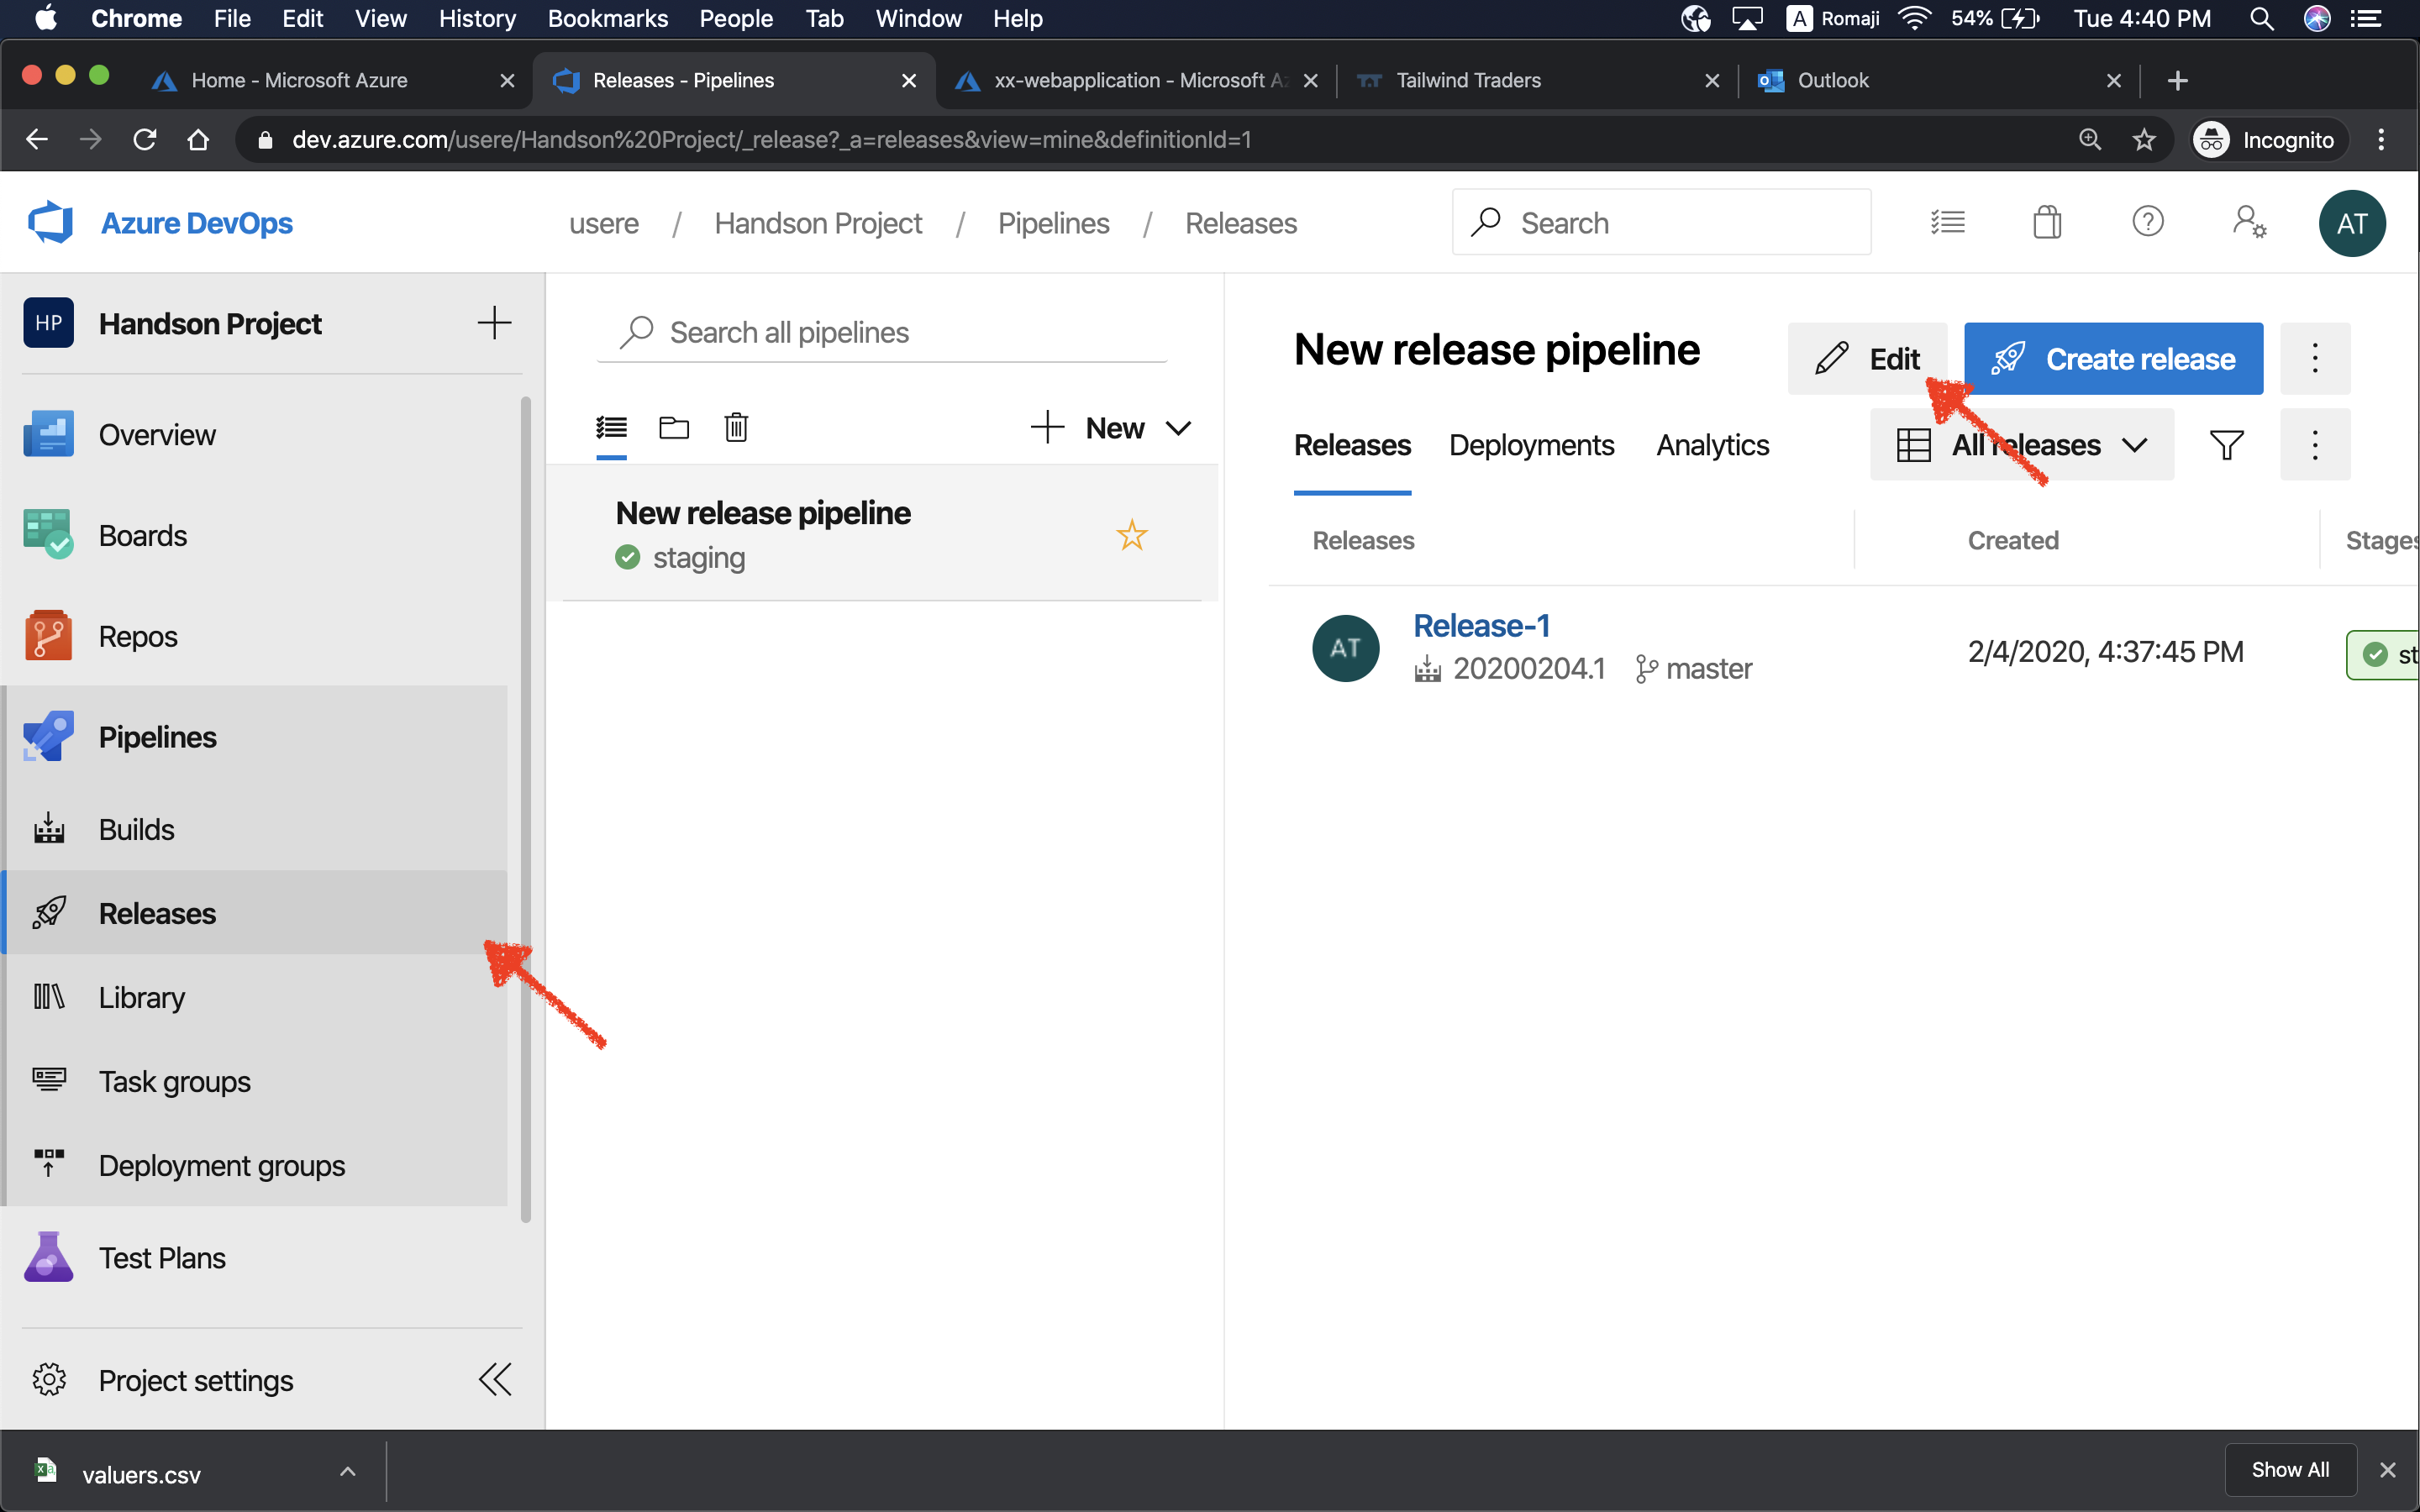 Chrome File Edit View History Bookmarks People Tab Window Help A Romaji 54% Tue 4:40 PM
Home - Microsoft Azure Releases - Pipelines xx-webapplication - Microsoft Az Tailwind Traders Outlook
dev.azure.com/usere/Handson%20Project/_release?_a=releases&view=mine&definitionId=1 Incognito
Azure DevOps usere / Handson Project / Pipelines / Releases Search AT
HP Handson Project
Overview
Boards
Repos
Pipelines
Builds
Releases
Library
Task groups
Deployment groups
Test Plans
Project settings
Search all pipelines
New
New release pipeline
staging
New release pipeline Edit Create release
Releases Deployments Analytics All releases
Releases Created Stages
AT Release-1
20200204.1 master
2/4/2020, 4:37:45 PM
st
valuers.csv Show All